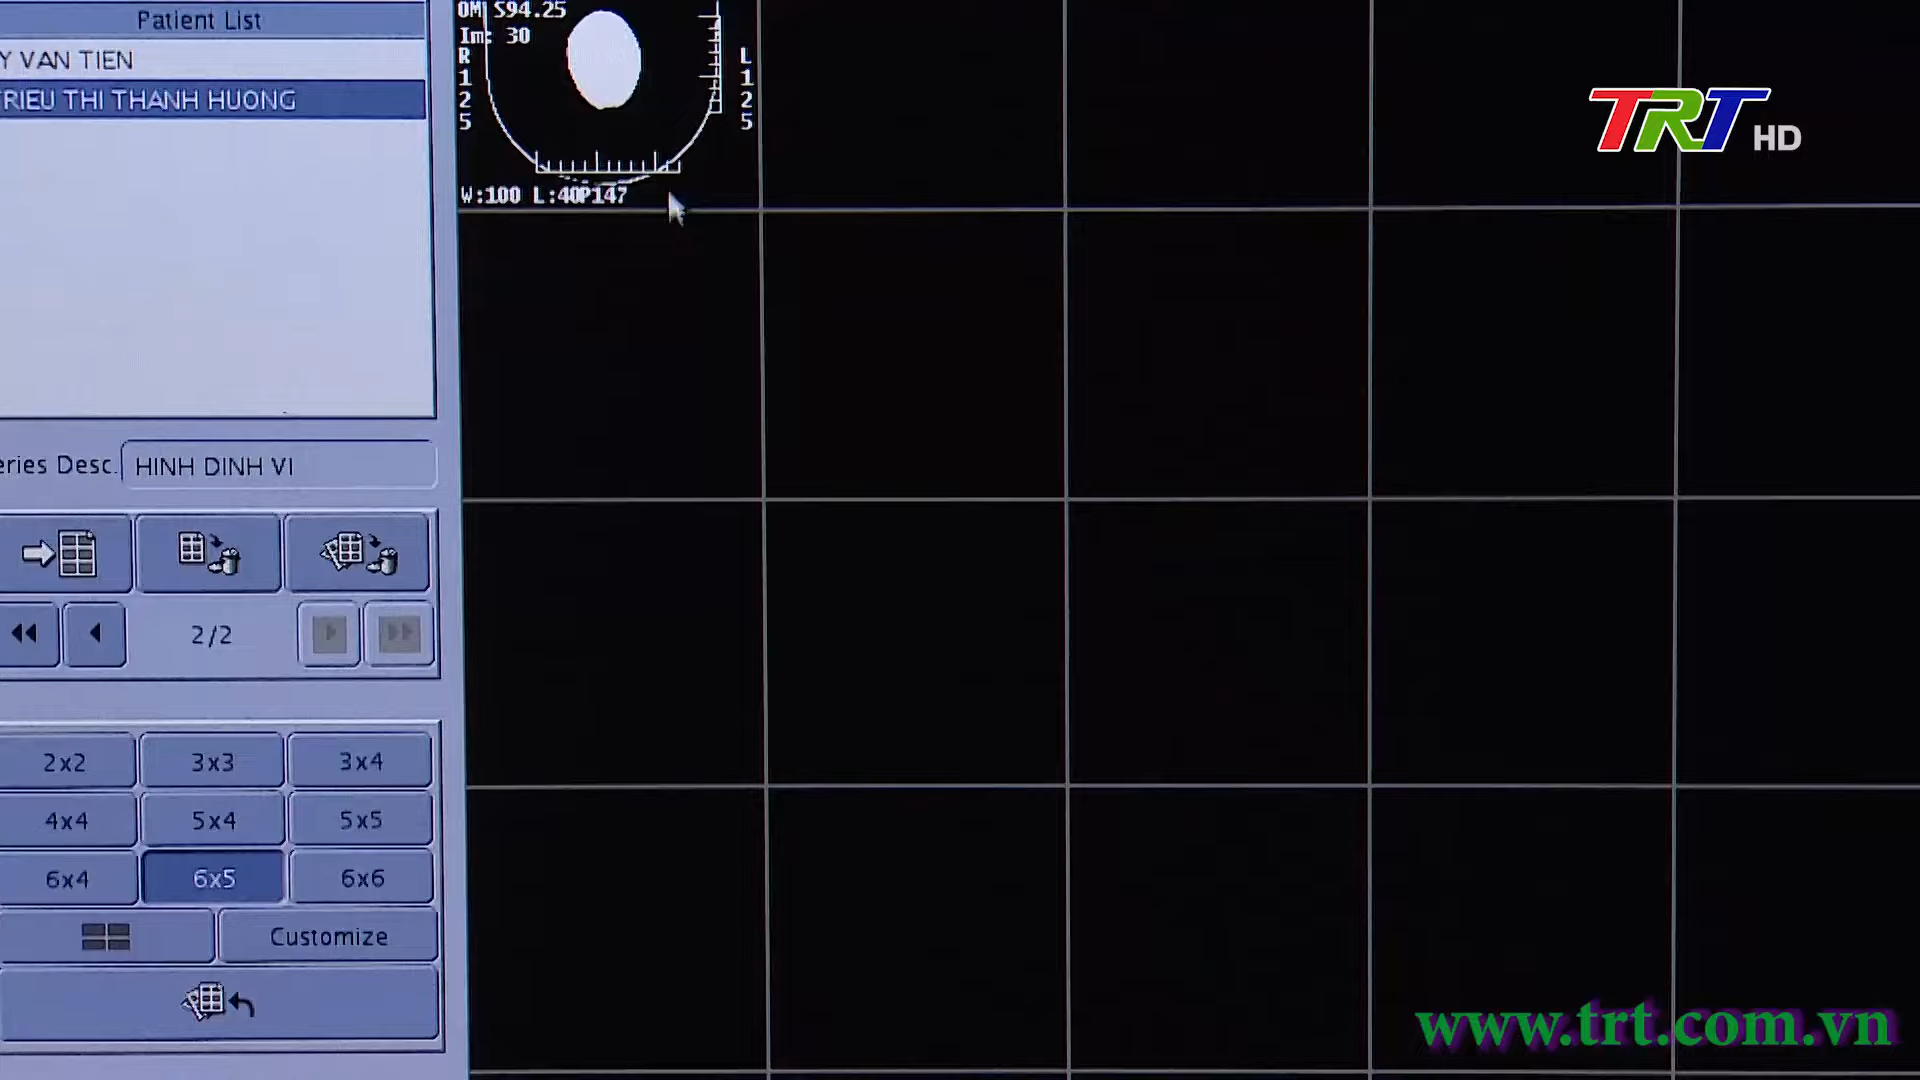 Patient List
Y VAN TIEN
TRIEU THI THANH HUONG
OM S94.25
Im: 30
R
1
2
5
L
1
2
5
W:100 L:40P147
TRT HD
eries Desc. HINH DINH VI
2/2
2x2 3x3 3x4
4x4 5x4 5x5
6x4 6x5 6x6
Customize
www.trt.com.vn